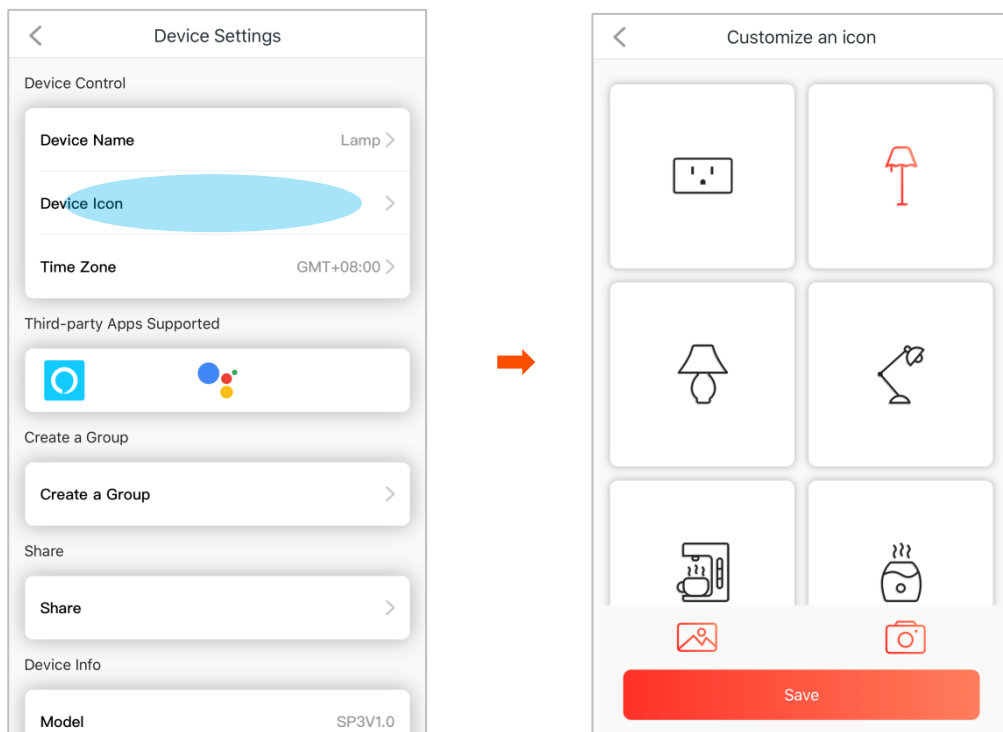 Device Settings
Device Control
Device Name Lamp
Device Icon
Time Zone GMT+08:00
Third-party Apps Supported
Create a Group
Create a Group
Share
Share
Device Info
Model SP3V1.0
Customize an icon
Save